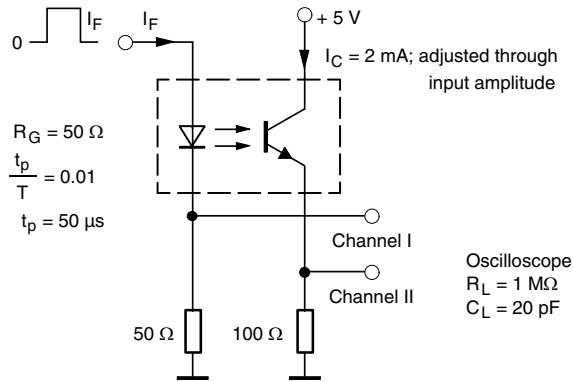 0
I_F
I_F
+ 5 V
I_C = 2 mA; adjusted through
input amplitude
R_G = 50 Ω
t_p
T
= 0.01
t_p = 50 µs
Channel I
Channel II
Oscilloscope
R_L = 1 MΩ
C_L = 20 pF
50 Ω
100 Ω